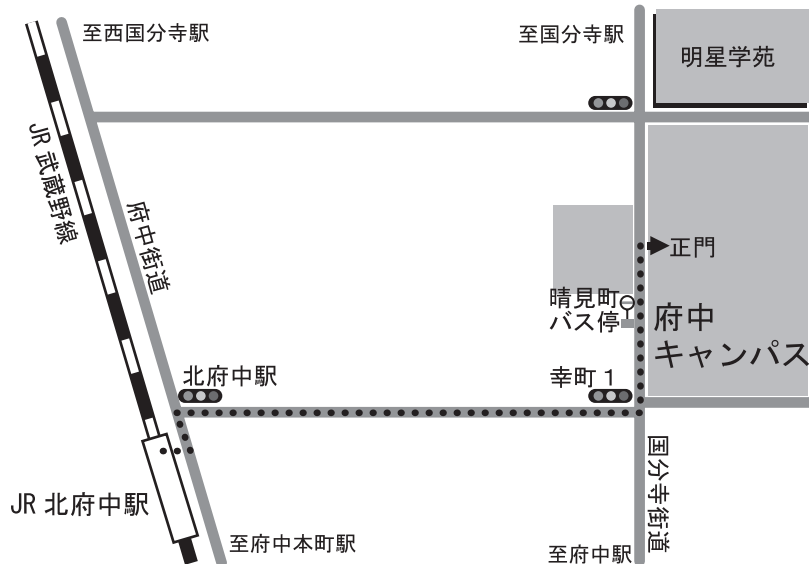 至西国分寺駅
至国分寺駅
明星学苑
JR武蔵野線
府中街道
正門
晴見町
バス停
府中
キャンパス
北府中駅
幸町1
国分寺街道
JR北府中駅
至府中本町駅
至府中駅